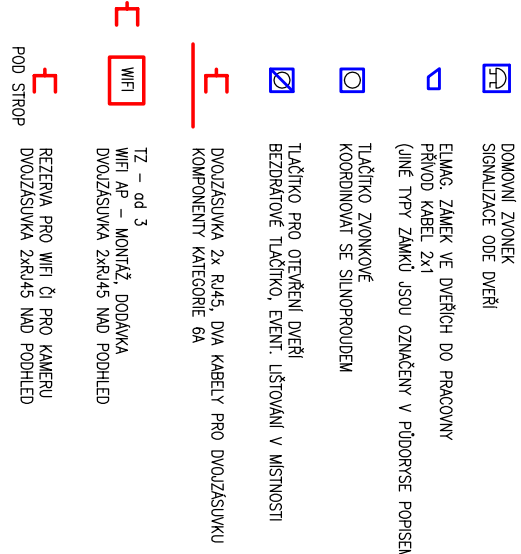 DOMOVNÍ ZVONEK
SIGNALIZACE ODE DVEŘÍ
ELMAG. ZÁMEK VE DVEŘÍCH DO PRACOVNY
PŘÍVOD KABEL 2x1
(JINÉ TYPY ZÁMKŮ JSOU OZNAČENY V PŮDORYSE POPISEM
TLAČÍTKO ZVONKOVÉ
KOORDINOVAT SE SILNOPROUDEM
TLAČÍTKO PRO OTEVŘENÍ DVEŘÍ
BEZDRÁTOVÉ TLAČÍTKO, EVENT. LIŠTOVÁNÍ V MÍSTNOSTI
DVOJZÁSUVKA 2x RJ45, DVA KABELY PRO DVOJZÁSUVKU
KOMPONENTY KATEGORIE 6A
WIFI
TZ - od 3
WIFI AP - MONTÁŽ, DODÁVKA
DVOJZÁSUVKA 2xRJ45 NAD PODHLED
POD STROP
REZERVA PRO WIFI ČI PRO KAMERU
DVOJZÁSUVKA 2xRJ45 NAD PODHLED